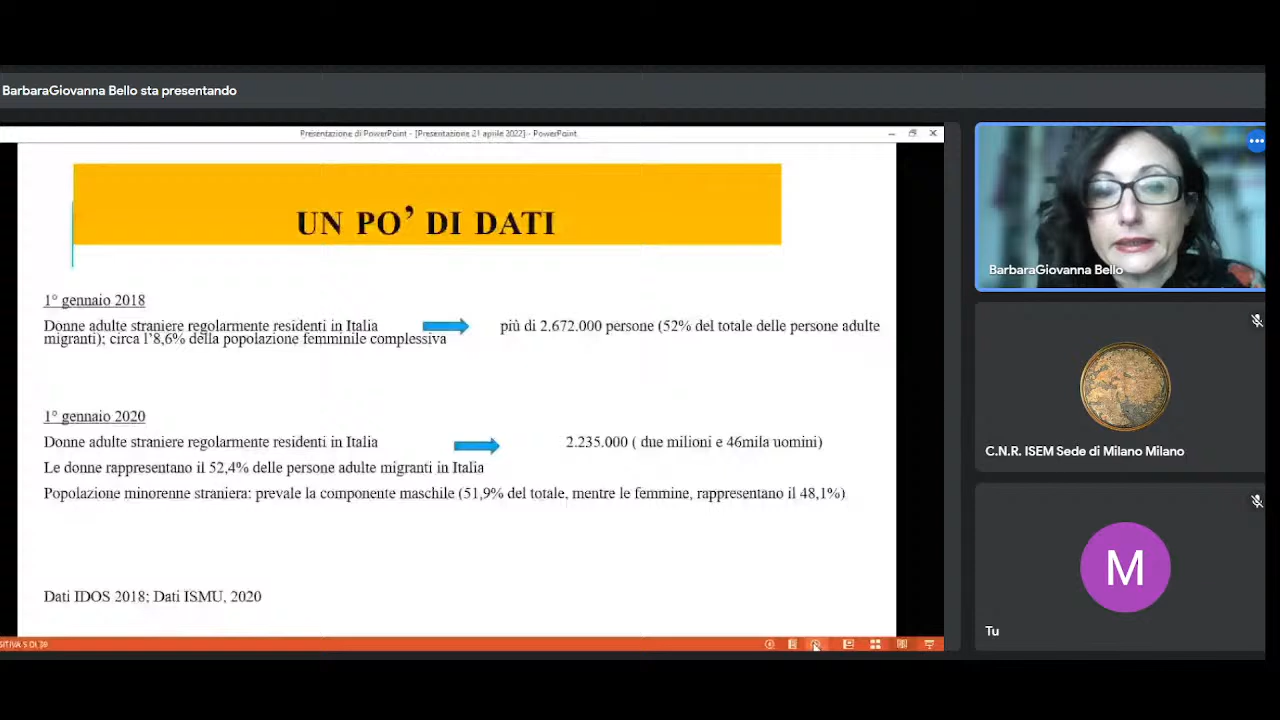 BarbaraGiovanna Bello sta presentando
Presentazione di PowerPoint - [Presentazione 21 aprile 2022] - PowerPoint
UN PO’ DI DATI
1° gennaio 2018
Donne adulte straniere regolarmente residenti in Italia più di 2.672.000 persone (52% del totale delle persone adulte
migranti); circa l’8,6% della popolazione femminile complessiva
1° gennaio 2020
Donne adulte straniere regolarmente residenti in Italia 2.235.000 ( due milioni e 46mila uomini)
Le donne rappresentano il 52,4% delle persone adulte migranti in Italia
Popolazione minorenne straniera: prevale la componente maschile (51,9% del totale, mentre le femmine, rappresentano il 48,1%)
Dati IDOS 2018; Dati ISMU, 2020
SITIVA 5 DI 39
BarbaraGiovanna Bello
C.N.R. ISEM Sede di Milano Milano
M
Tu